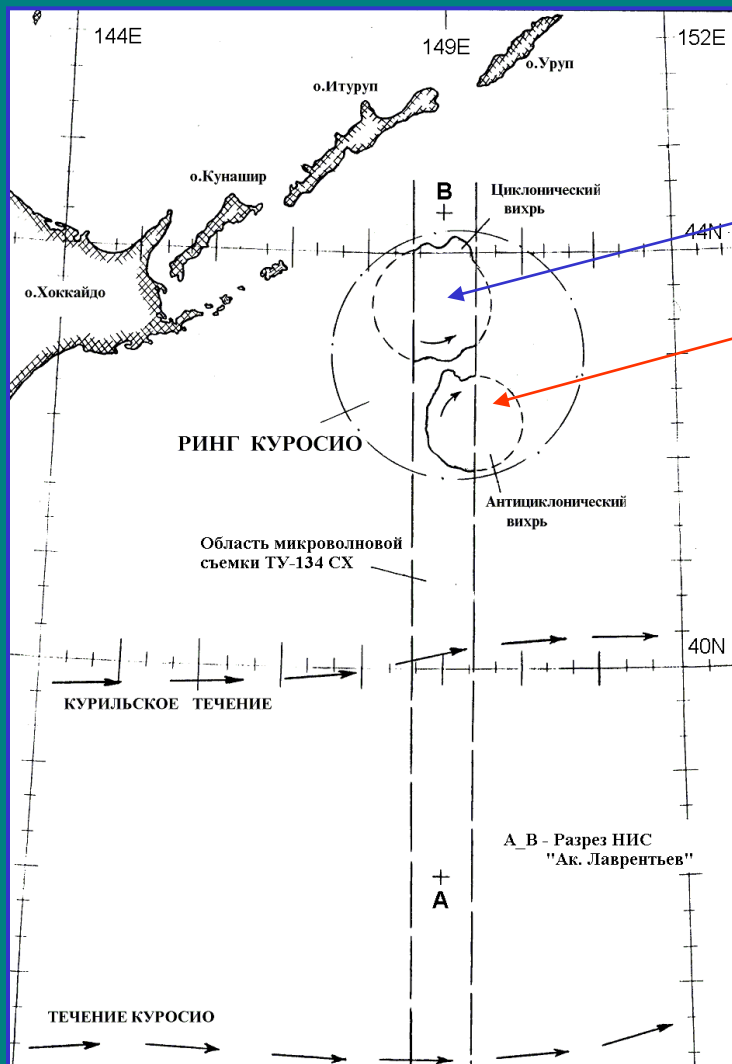 144E
149E
152E
о.Уруп
о.Итуруп
о.Кунашир
B
Циклонический
вихрь
44N
о.Хоккайдо
РИНГ КУРОСИО
Антициклонический
вихрь
Область микроволновой
съемки ТУ-134 СХ
40N
КУРИЛЬСКОЕ ТЕЧЕНИЕ
A_B - Разрез НИС
"Ак. Лаврентьев"
A
ТЕЧЕНИЕ КУРОСИО